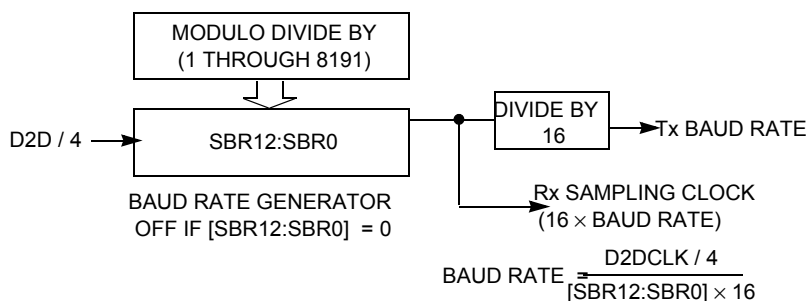 MODULO DIVIDE BY
(1 THROUGH 8191)
D2D / 4
SBR12:SBR0
DIVIDE BY
16
Tx BAUD RATE
BAUD RATE GENERATOR
OFF IF [SBR12:SBR0] = 0
Rx SAMPLING CLOCK
(16 × BAUD RATE)
BAUD RATE =
D2DCLK / 4
[SBR12:SBR0] × 16